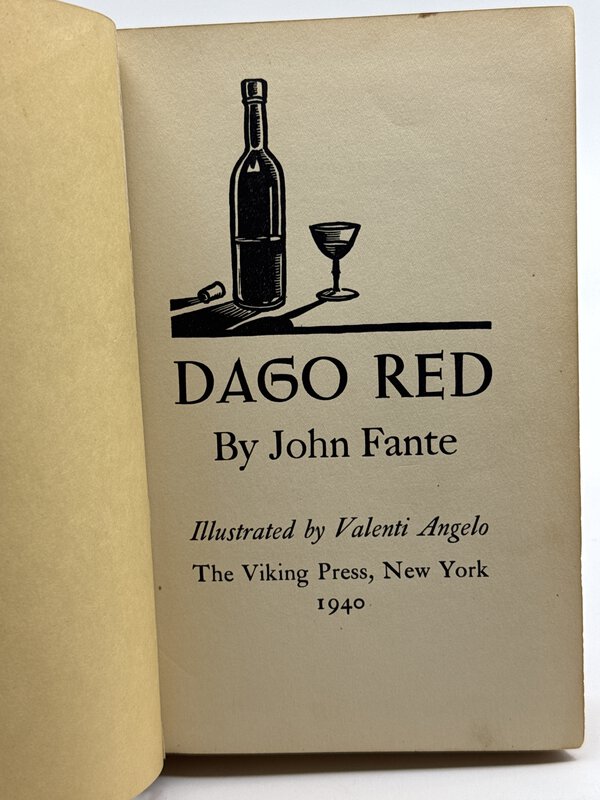 DAGO RED
By John Fante
Illustrated by Valenti Angelo
The Viking Press, New York
1940